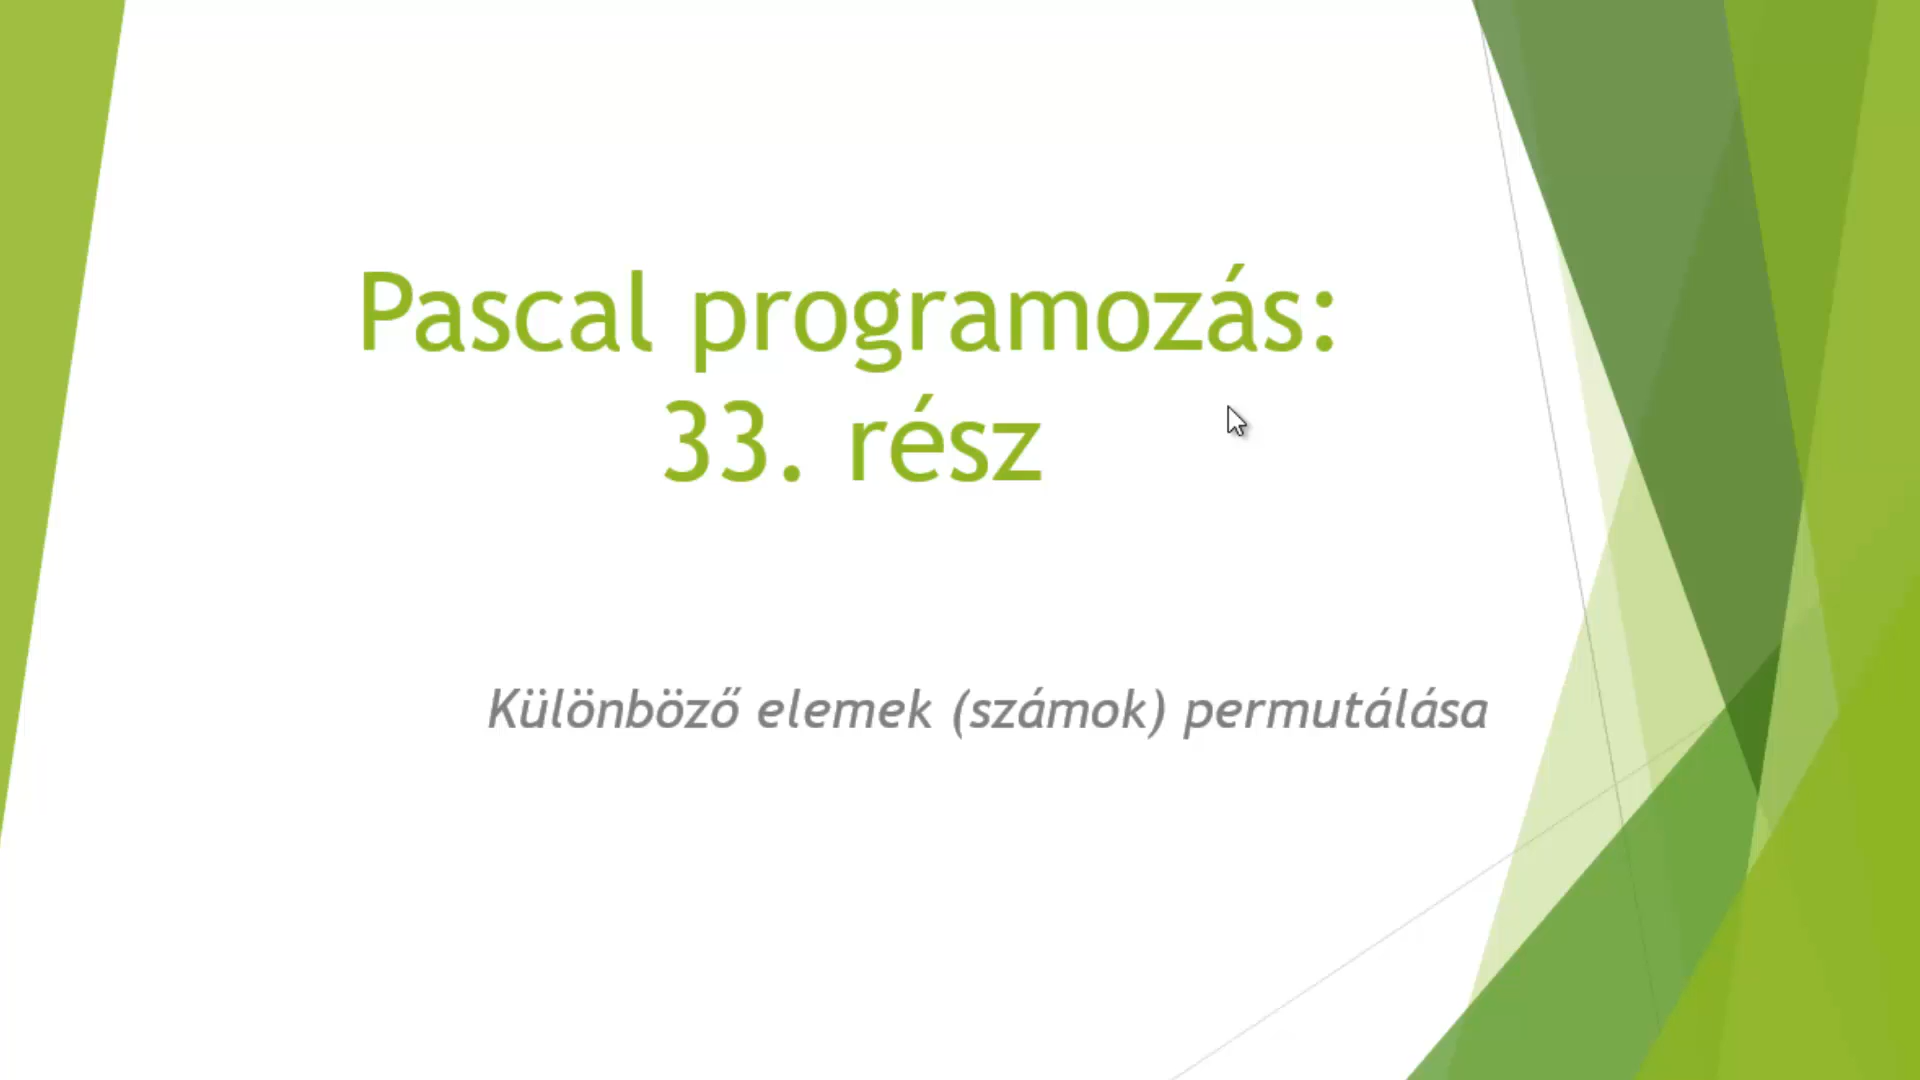 Pascal programozás:
33. rész
Különböző elemek (számok) permutálása